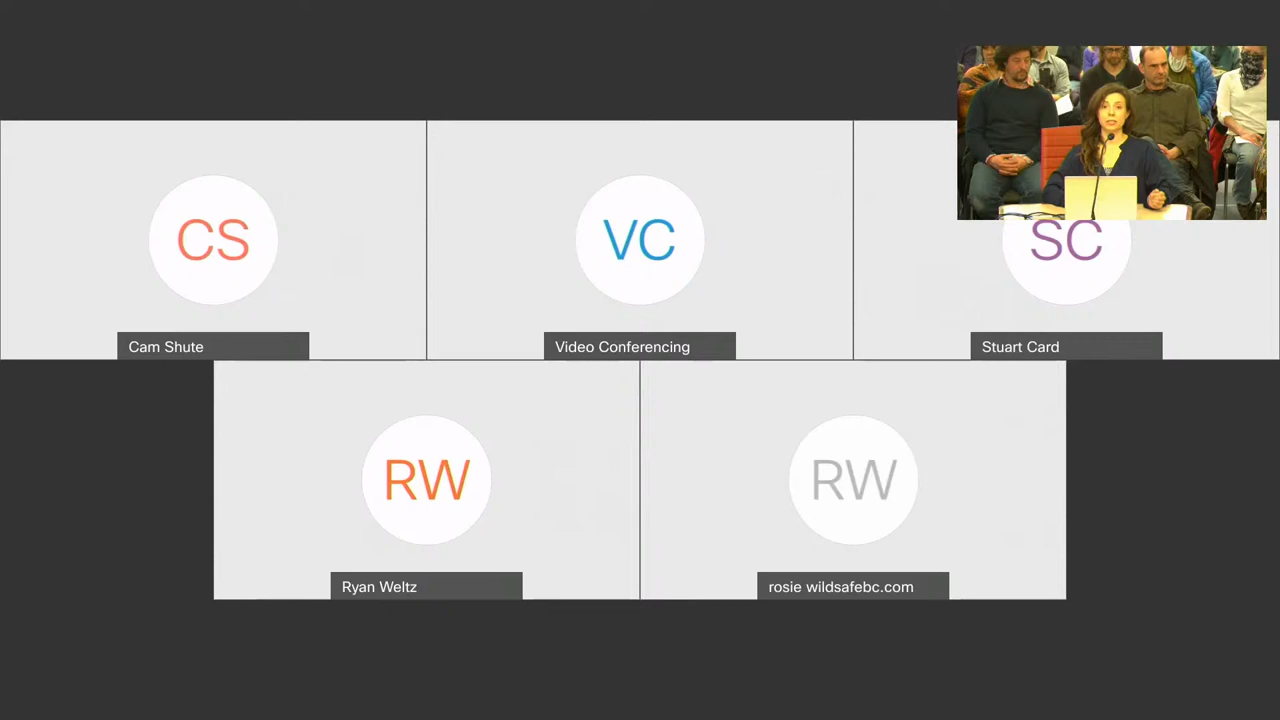 CS
VC
SC
Cam Shute
Video Conferencing
Stuart Card
RW
RW
Ryan Weltz
rosie wildsafebc.com